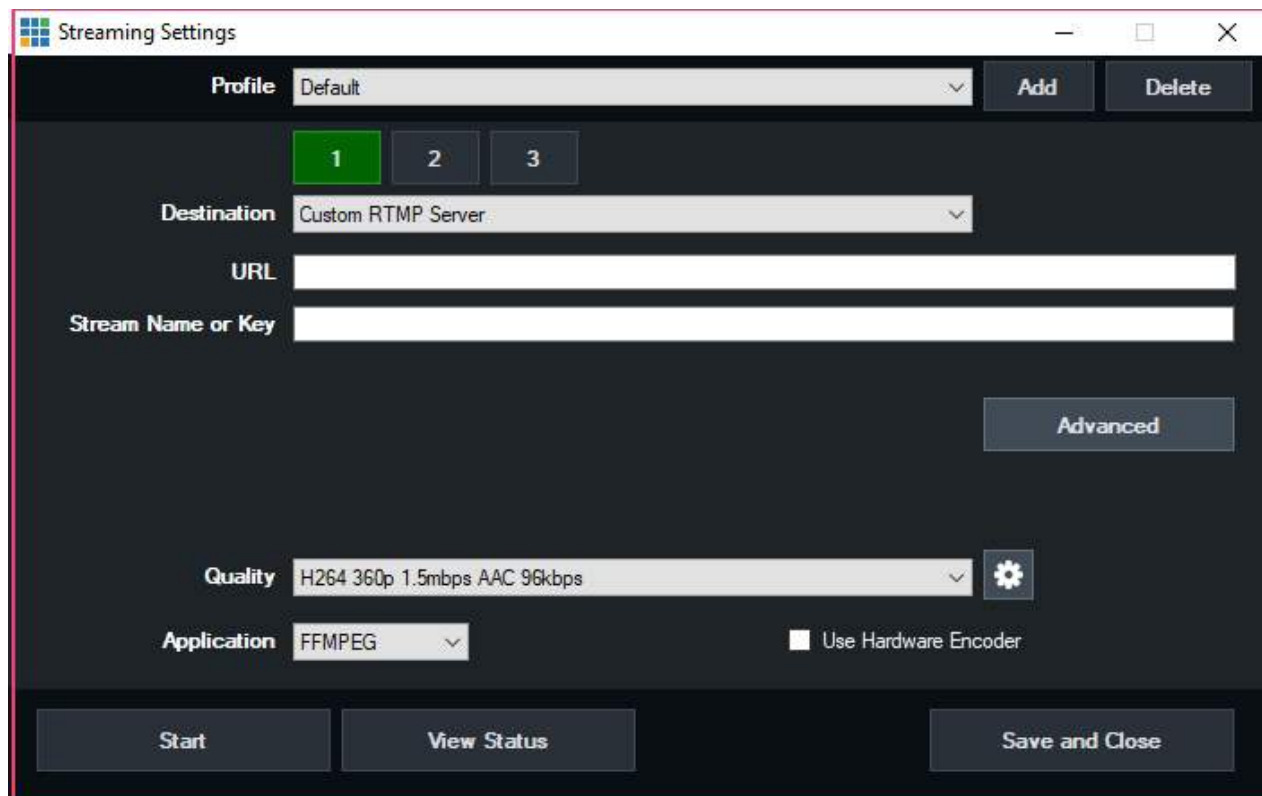 Streaming Settings
Profile Default Add Delete
1 2 3
Destination Custom RTMP Server
URL
Stream Name or Key
Advanced
Quality H264 360p 1.5mbps AAC 96kbps
Application FFMPEG Use Hardware Encoder
Start View Status Save and Close